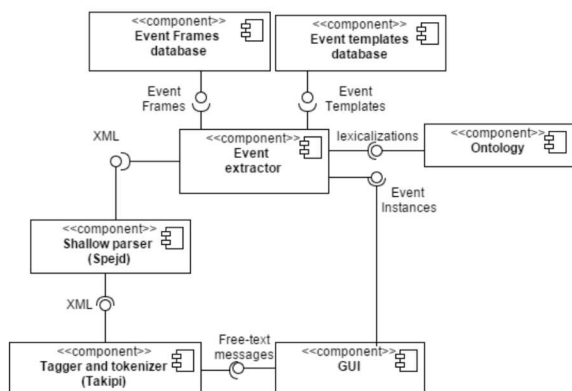 <<component>>
Event Frames
database
<<component>>
Event templates
database
Event
Frames
Event
Templates
XML
<<component>>
Event
extractor
lexicalizations
<<component>>
Ontology
Event
Instances
<<component>>
Shallow parser
(Spejd)
XML
Free-text
messages
<<component>>
Tagger and tokenizer
(Takipi)
<<component>>
GUI